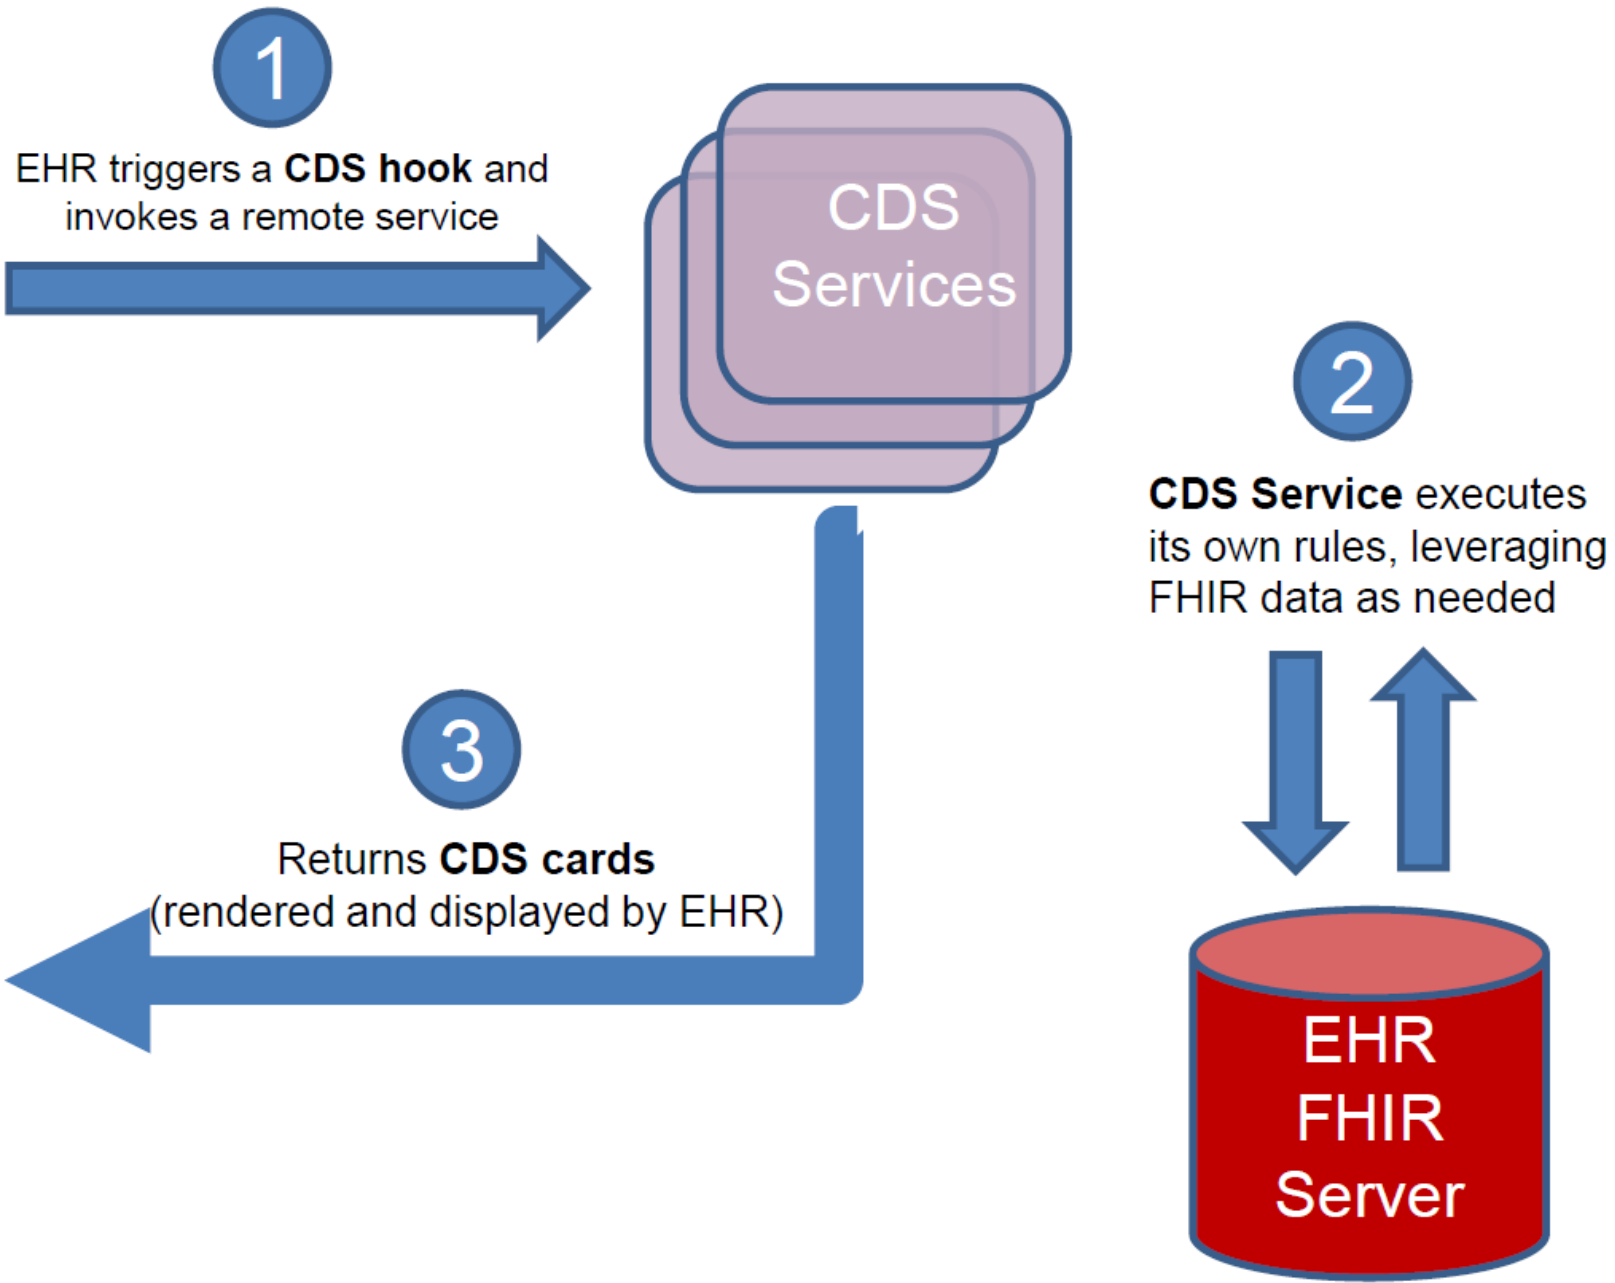 1
EHR triggers a CDS hook and
invokes a remote service
CDS
Services
2
CDS Service executes
its own rules, leveraging
FHIR data as needed
3
Returns CDS cards
(rendered and displayed by EHR)
EHR
FHIR
Server